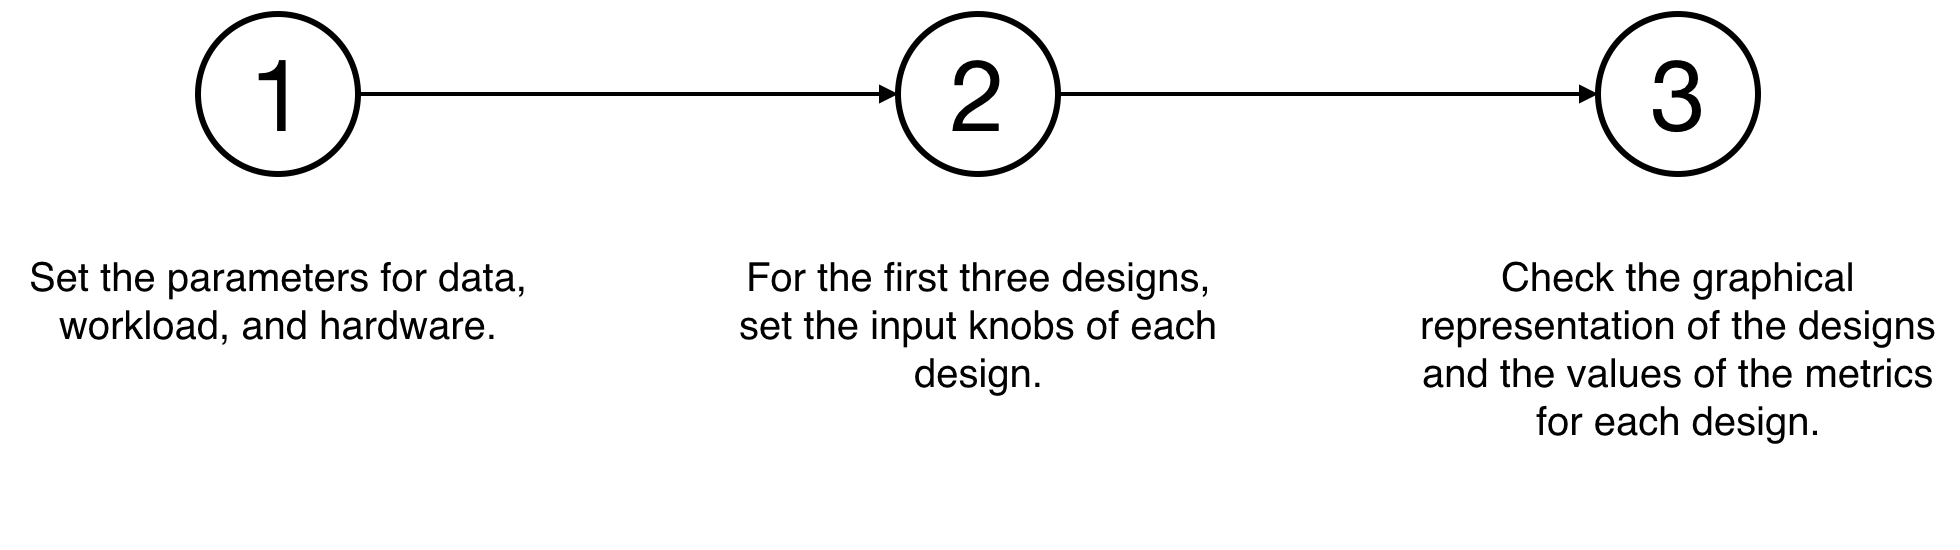 1
2
3
Set the parameters for data,
workload, and hardware.
For the first three designs,
set the input knobs of each
design.
Check the graphical
representation of the designs
and the values of the metrics
for each design.